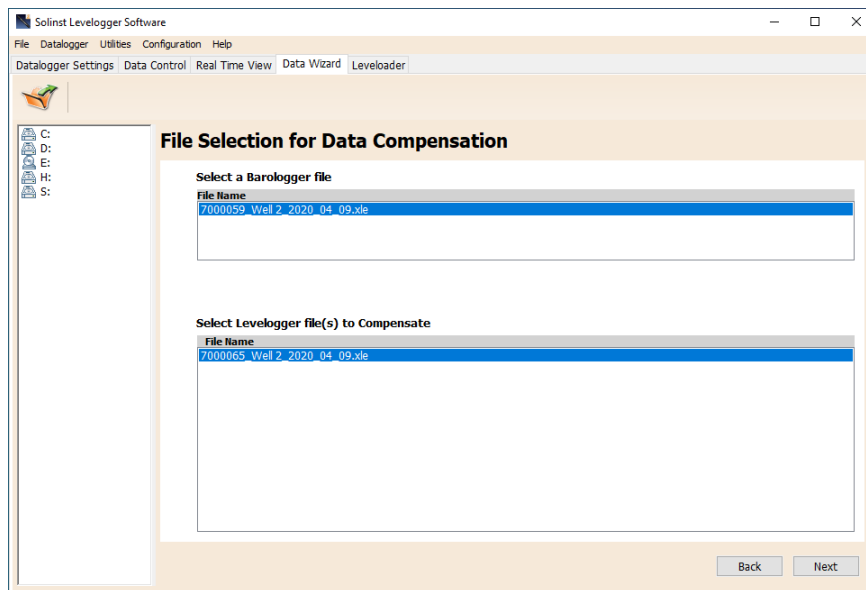 Solinst Levelogger Software
File Datalogger Utilities Configuration Help
Datalogger Settings Data Control Real Time View Data Wizard Leveloader
C:
D:
E:
H:
S:
File Selection for Data Compensation
Select a Barologger file
File Name
7000059_Well 2_2020_04_09.xle
Select Levelogger file(s) to Compensate
File Name
7000065_Well 2_2020_04_09.xle
Back Next